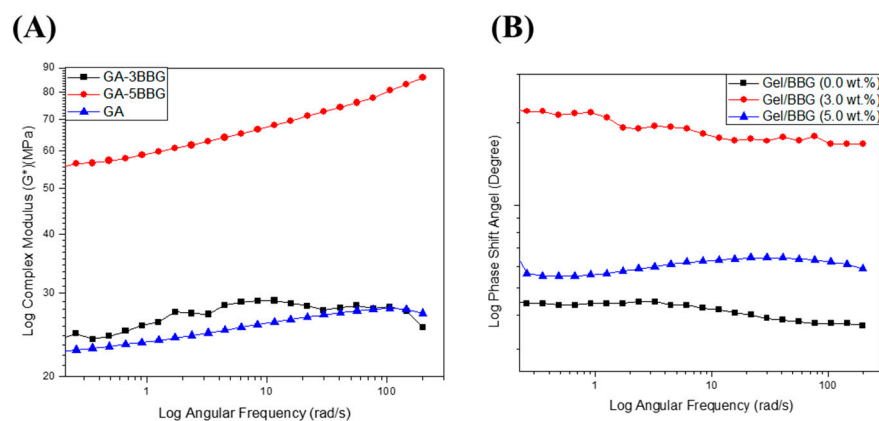 (A)
GA-3BBG
GA-5BBG
GA
Log Complex Modulus (G*)(MPa)
90
80
70
60
50
40
30
20
1
10
100
Log Angular Frequency (rad/s)
(B)
Gel/BBG (0.0 wt.%)
Gel/BBG (3.0 wt.%)
Gel/BBG (5.0 wt.%)
Log Phase Shift Angel (Degree)
1
10
100
Log Angular Frequency (rad/s)